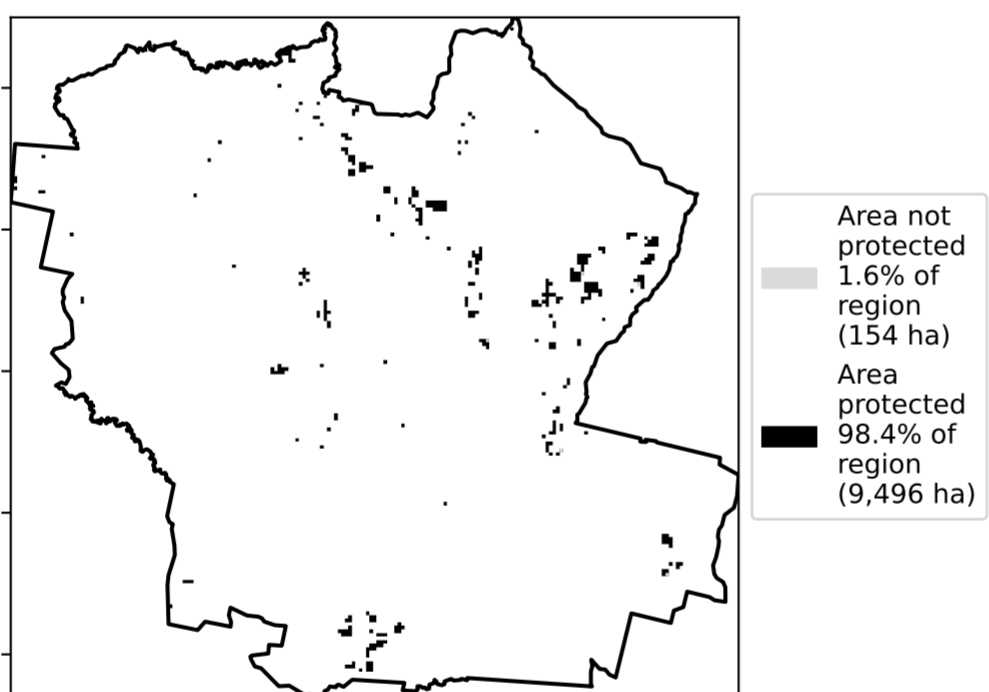 Area not
protected
1.6% of
region
(154 ha)
Area
protected
98.4% of
region
(9,496 ha)